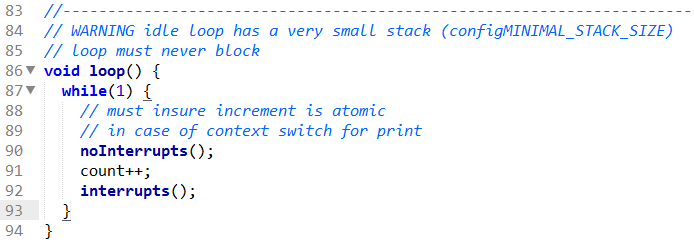 83 //------------------------------------------------------------------------------
84 // WARNING idle loop has a very small stack (configMINIMAL_STACK_SIZE)
85 // loop must never block
86 void loop() {
87 while(1) {
88 // must insure increment is atomic
89 // in case of context switch for print
90 noInterrupts();
91 count++;
92 interrupts();
93 }
94 }